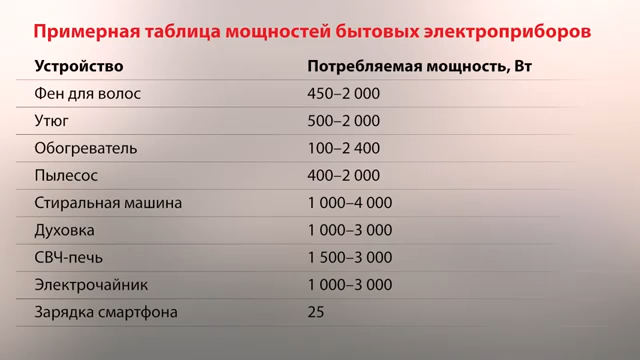 Примерная таблица мощностей бытовых электроприборов
Устройство Потребляемая мощность, Вт
Фен для волос 450–2 000
Утюг 500–2 000
Обогреватель 100–2 400
Пылесос 400–2 000
Стиральная машина 1 000–4 000
Духовка 1 000–3 000
СВЧ-печь 1 500–3 000
Электрочайник 1 000–3 000
Зарядка смартфона 25